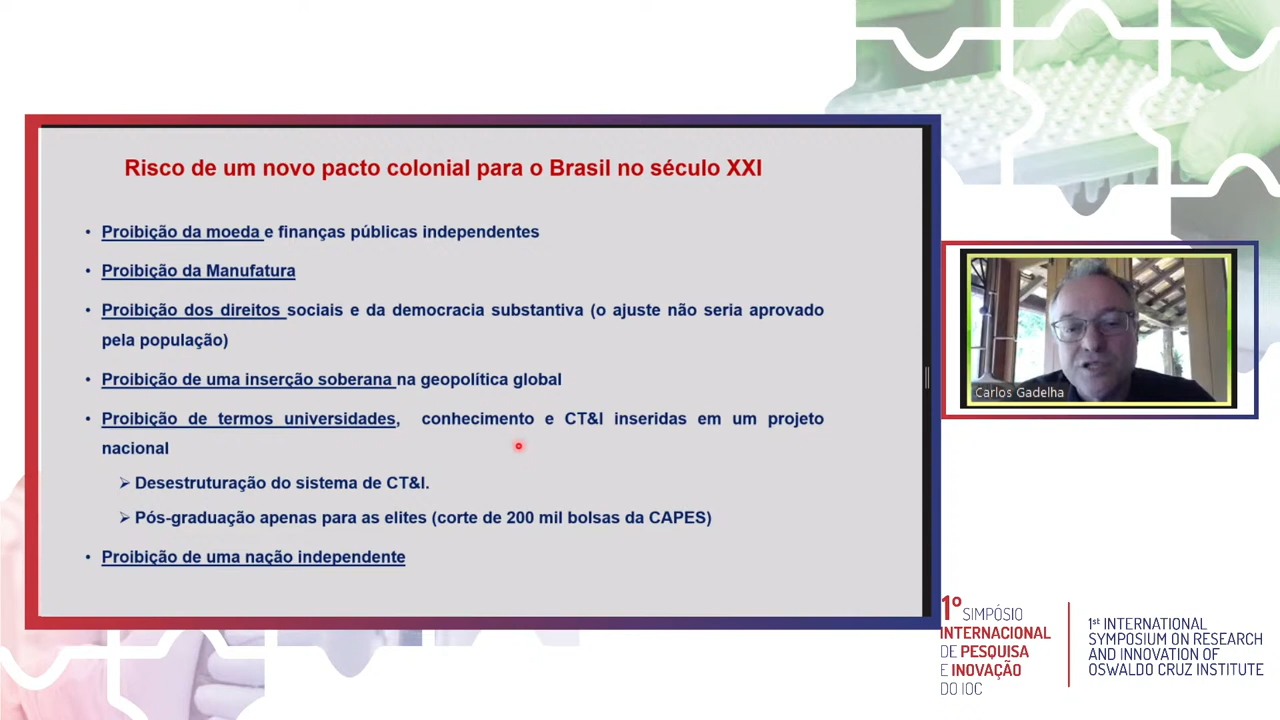 Risco de um novo pacto colonial para o Brasil no século XXI
• Proibição da moeda e finanças públicas independentes
• Proibição da Manufatura
• Proibição dos direitos sociais e da democracia substantiva (o ajuste não seria aprovado
pela população)
• Proibição de uma inserção soberana na geopolítica global
• Proibição de termos universidades, conhecimento e CT&I inseridas em um projeto
nacional
➢ Desestruturação do sistema de CT&I.
➢ Pós-graduação apenas para as elites (corte de 200 mil bolsas da CAPES)
• Proibição de uma nação independente
Carlos Gadelha
1º SIMPÓSIO
INTERNACIONAL
DE PESQUISA
E INOVAÇÃO
DO IOC
1st INTERNATIONAL
SYMPOSIUM ON RESEARCH
AND INNOVATION OF
OSWALDO CRUZ INSTITUTE